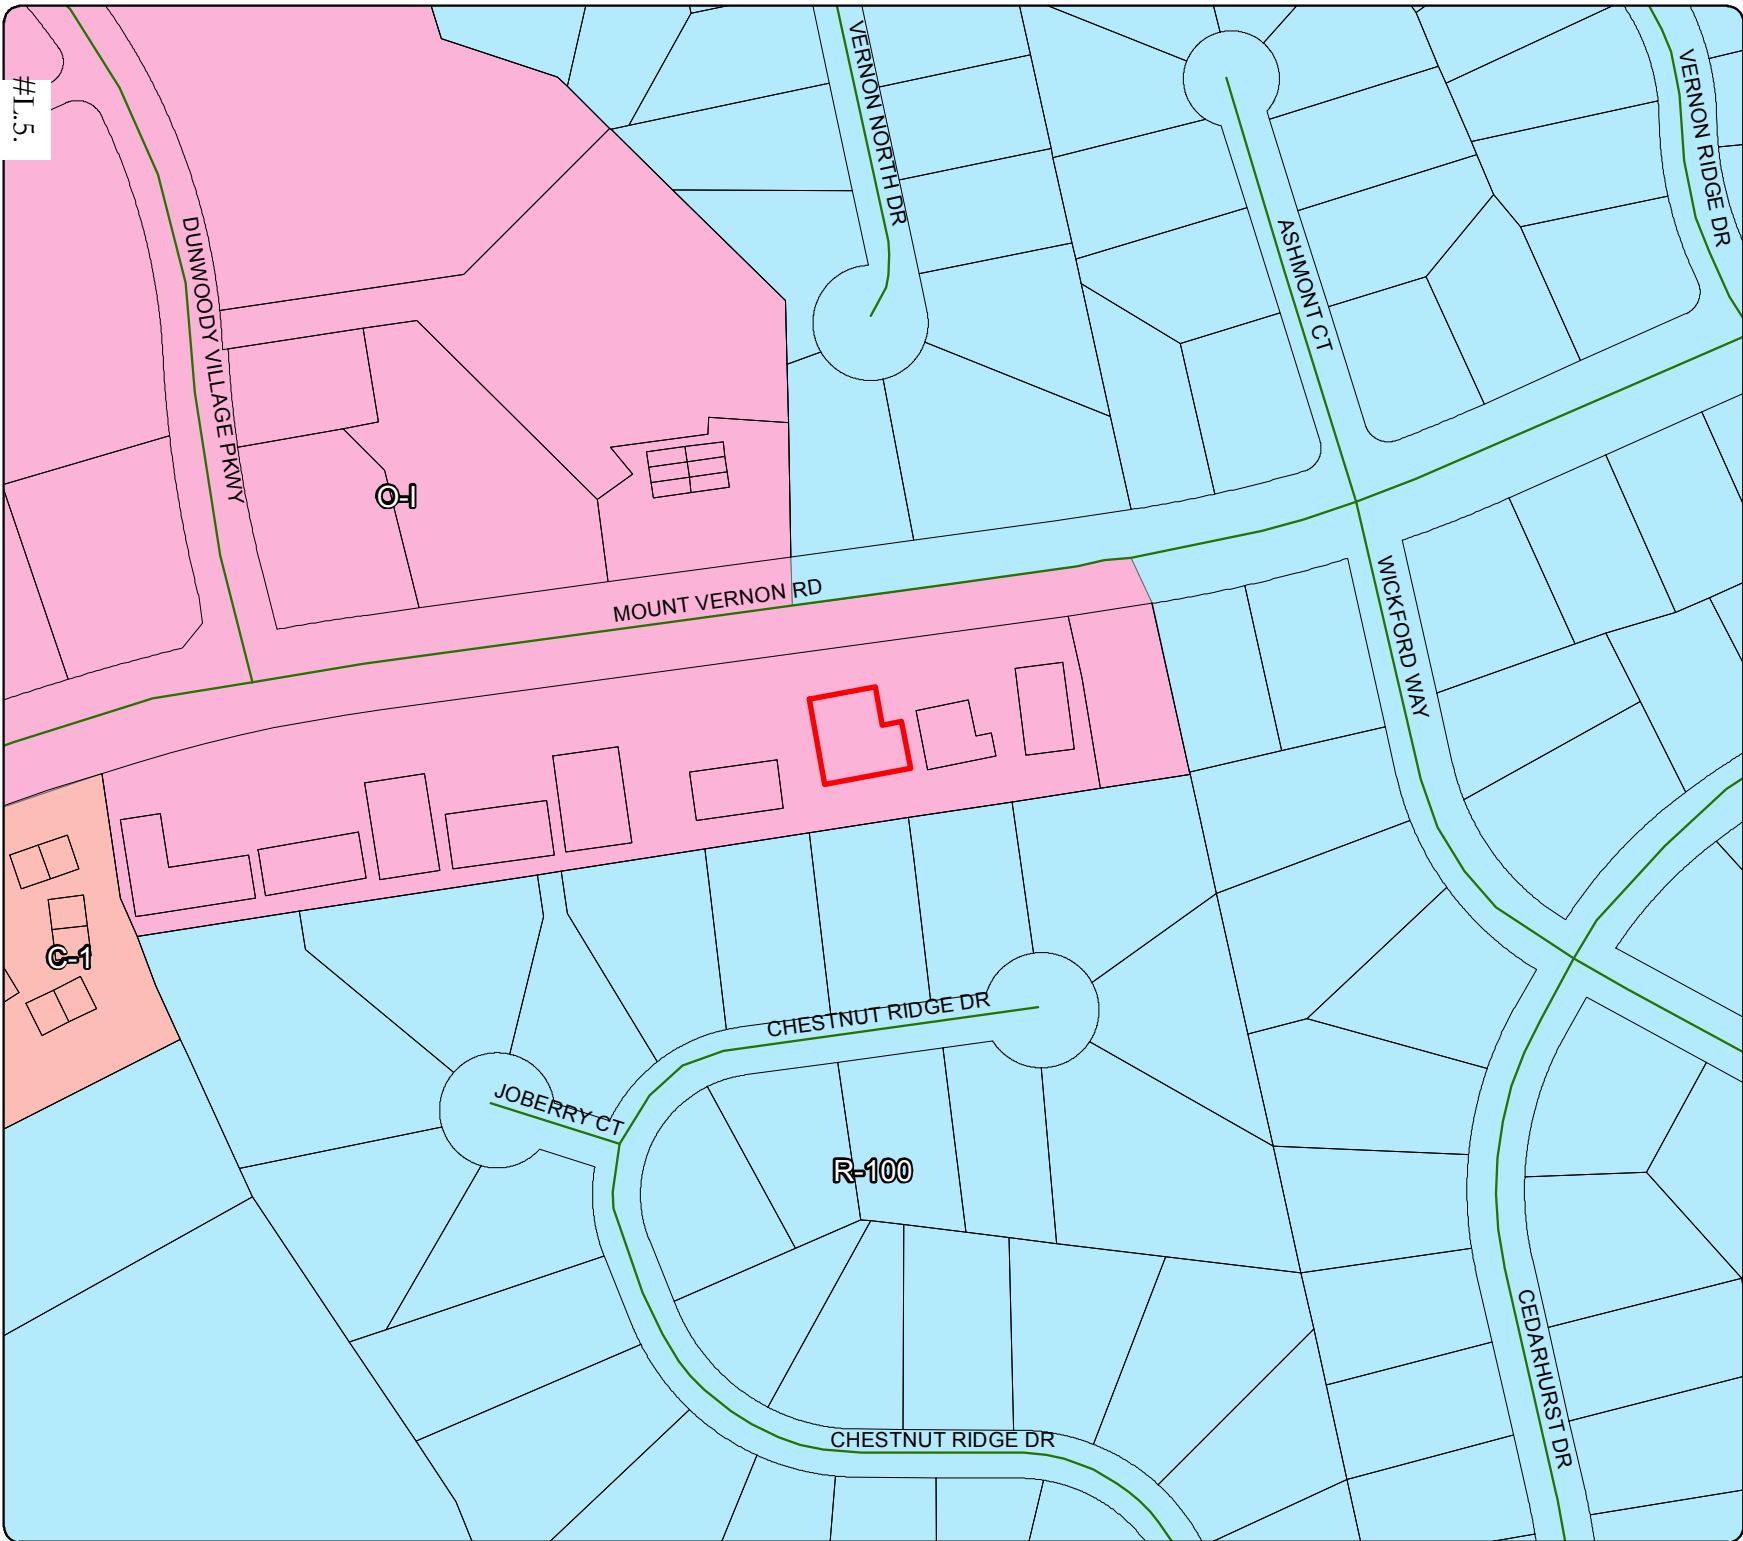 #L.5.
VERNON NORTH DR
VERNON RIDGE DR
DUNWOODY VILLAGE PKWY
ASHMONT CT
O-I
MOUNT VERNON RD
WICKFORD WAY
C-1
CHESTNUT RIDGE DR
JOBERRY CT
R-100
CEDARHURST DR
CHESTNUT RIDGE DR